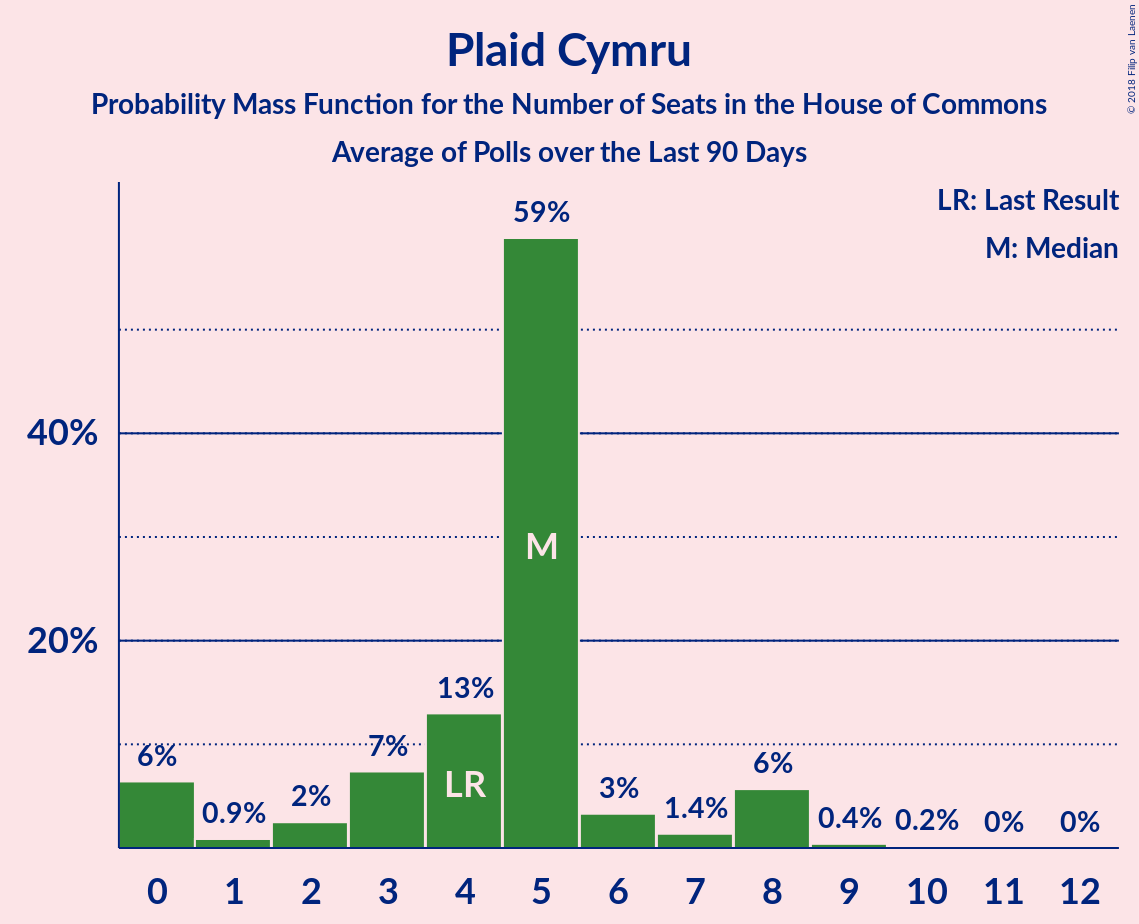 Plaid Cymru
Probability Mass Function for the Number of Seats in the House of Commons
Average of Polls over the Last 90 Days
© 2018 Filip van Laenen
LR: Last Result
M: Median
59%
40%
M
20%
13%
7%
6%
6%
LR
3%
2%
1.4%
0.9%
0.4%
0.2%
0%
0%
0 1 2 3 4 5 6 7 8 9 10 11 12